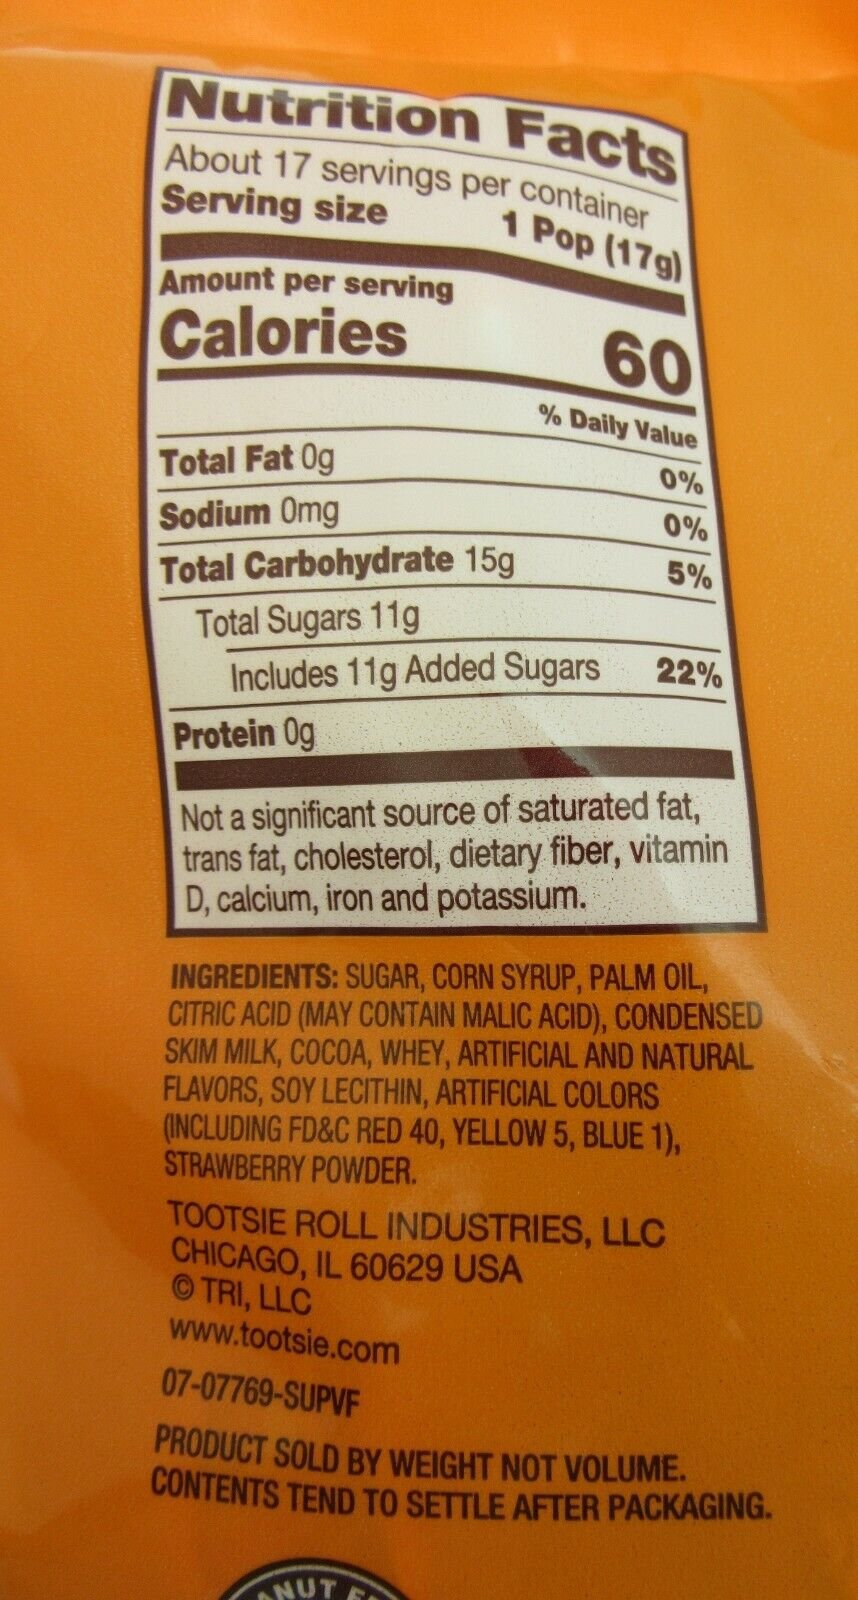 Nutrition Facts
About 17 servings per container
Serving size 1 Pop (17g)
Amount per serving
Calories 60
% Daily Value
Total Fat 0g 0%
Sodium 0mg 0%
Total Carbohydrate 15g 5%
Total Sugars 11g
Includes 11g Added Sugars 22%
Protein 0g
Not a significant source of saturated fat,
trans fat, cholesterol, dietary fiber, vitamin
D, calcium, iron and potassium.
INGREDIENTS: SUGAR, CORN SYRUP, PALM OIL,
CITRIC ACID (MAY CONTAIN MALIC ACID), CONDENSED
SKIM MILK, COCOA, WHEY, ARTIFICIAL AND NATURAL
FLAVORS, SOY LECITHIN, ARTIFICIAL COLORS
(INCLUDING FD&C RED 40, YELLOW 5, BLUE 1),
STRAWBERRY POWDER.
TOOTSIE ROLL INDUSTRIES, LLC
CHICAGO, IL 60629 USA
© TRI, LLC
www.tootsie.com
07-07769-SUPVF
PRODUCT SOLD BY WEIGHT NOT VOLUME.
CONTENTS TEND TO SETTLE AFTER PACKAGING.